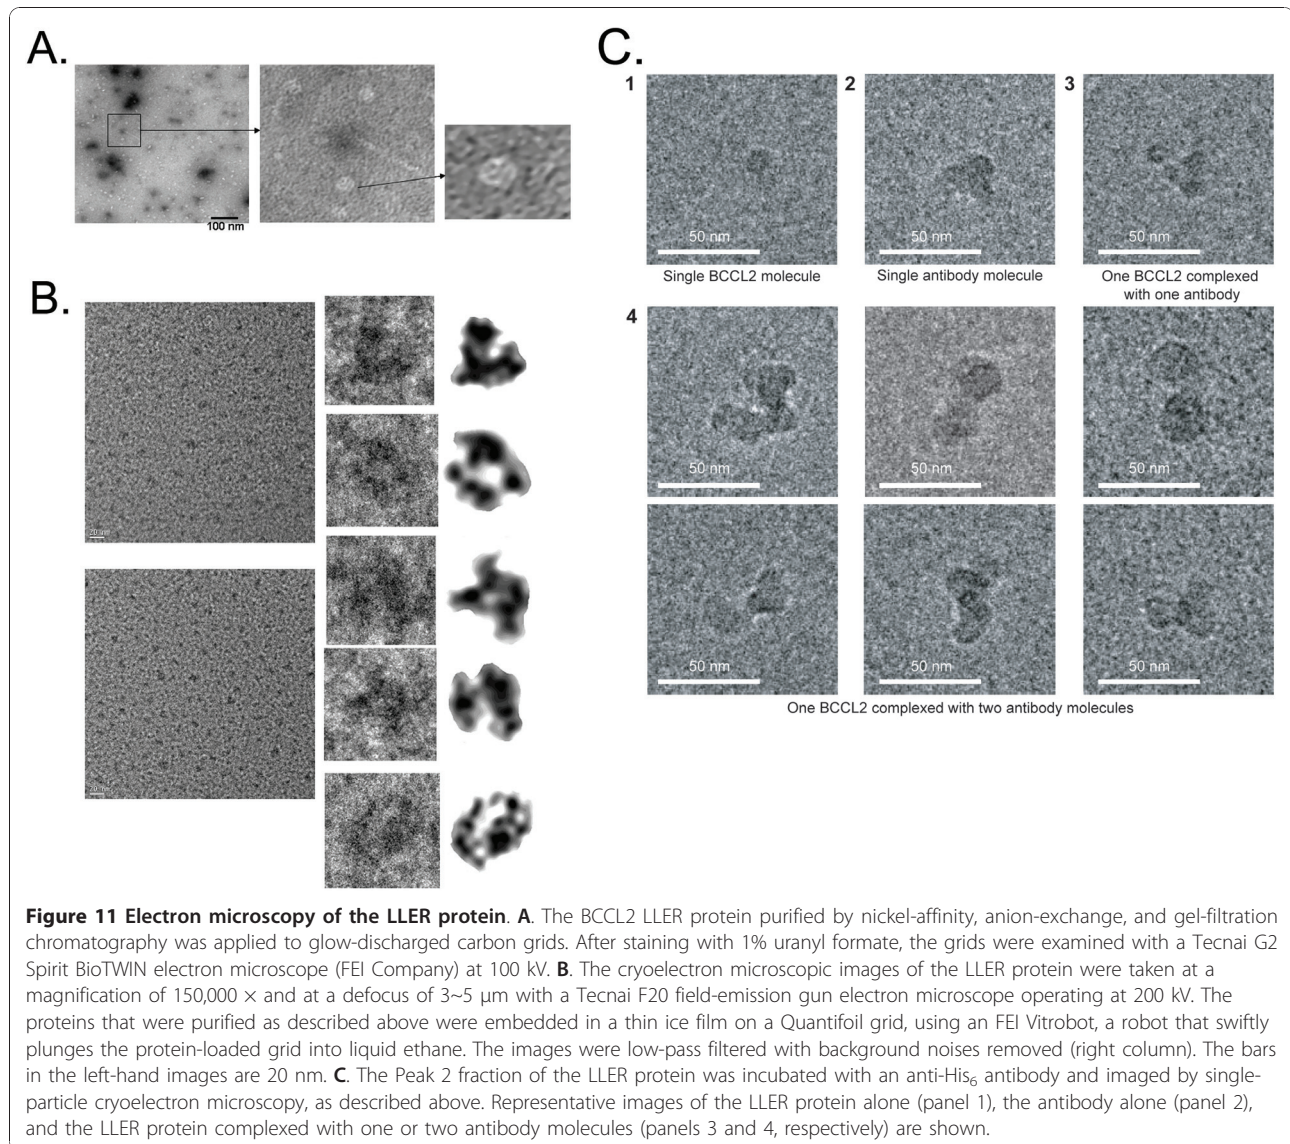 A.
100 nm
B.
20 nm
20 nm
C.
1
50 nm
Single BCCL2 molecule
2
50 nm
Single antibody molecule
3
50 nm
One BCCL2 complexed
with one antibody
4
50 nm
50 nm
50 nm
50 nm
50 nm
50 nm
One BCCL2 complexed with two antibody molecules
Figure 11 Electron microscopy of the LLER protein. A. The BCCL2 LLER protein purified by nickel-affinity, anion-exchange, and gel-filtration
chromatography was applied to glow-discharged carbon grids. After staining with 1% uranyl formate, the grids were examined with a Tecnai G2
Spirit BioTWIN electron microscope (FEI Company) at 100 kV. B. The cryoelectron microscopic images of the LLER protein were taken at a
magnification of 150,000 × and at a defocus of 3~5 μm with a Tecnai F20 field-emission gun electron microscope operating at 200 kV. The
proteins that were purified as described above were embedded in a thin ice film on a Quantifoil grid, using an FEI Vitrobot, a robot that swiftly
plunges the protein-loaded grid into liquid ethane. The images were low-pass filtered with background noises removed (right column). The bars
in the left-hand images are 20 nm. C. The Peak 2 fraction of the LLER protein was incubated with an anti-His6 antibody and imaged by single-
particle cryoelectron microscopy, as described above. Representative images of the LLER protein alone (panel 1), the antibody alone (panel 2),
and the LLER protein complexed with one or two antibody molecules (panels 3 and 4, respectively) are shown.